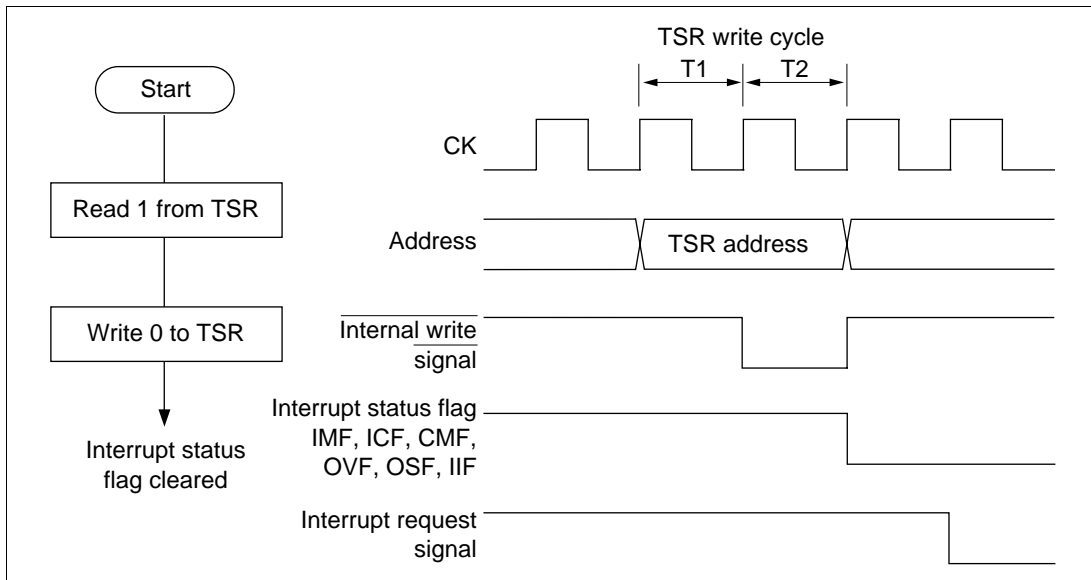 Start
Read 1 from TSR
Write 0 to TSR
Interrupt status
flag cleared
TSR write cycle
T1 T2
CK
Address
TSR address
Internal write
signal
Interrupt status flag
IMF, ICF, CMF,
OVF, OSF, IIF
Interrupt request
signal